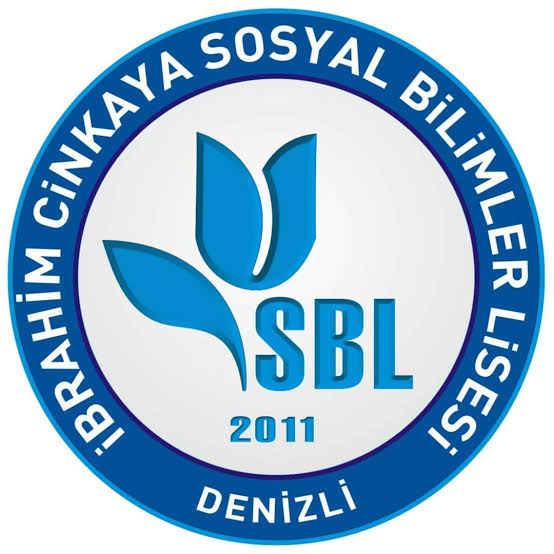 İBRAHİM CİNKAYA SOSYAL BİLİMLER LİSESİ
SBL
2011
DENİZLİ